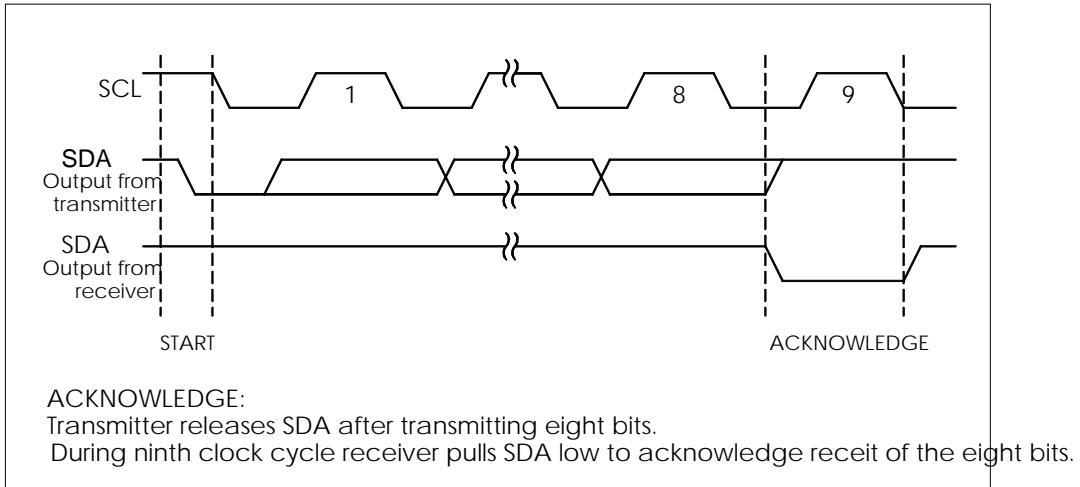 SCL
1
8
9
SDA
Output from
transmitter
SDA
Output from
receiver
START
ACKNOWLEDGE
ACKNOWLEDGE:
Transmitter releases SDA after transmitting eight bits.
During ninth clock cycle receiver pulls SDA low to acknowledge receit of the eight bits.